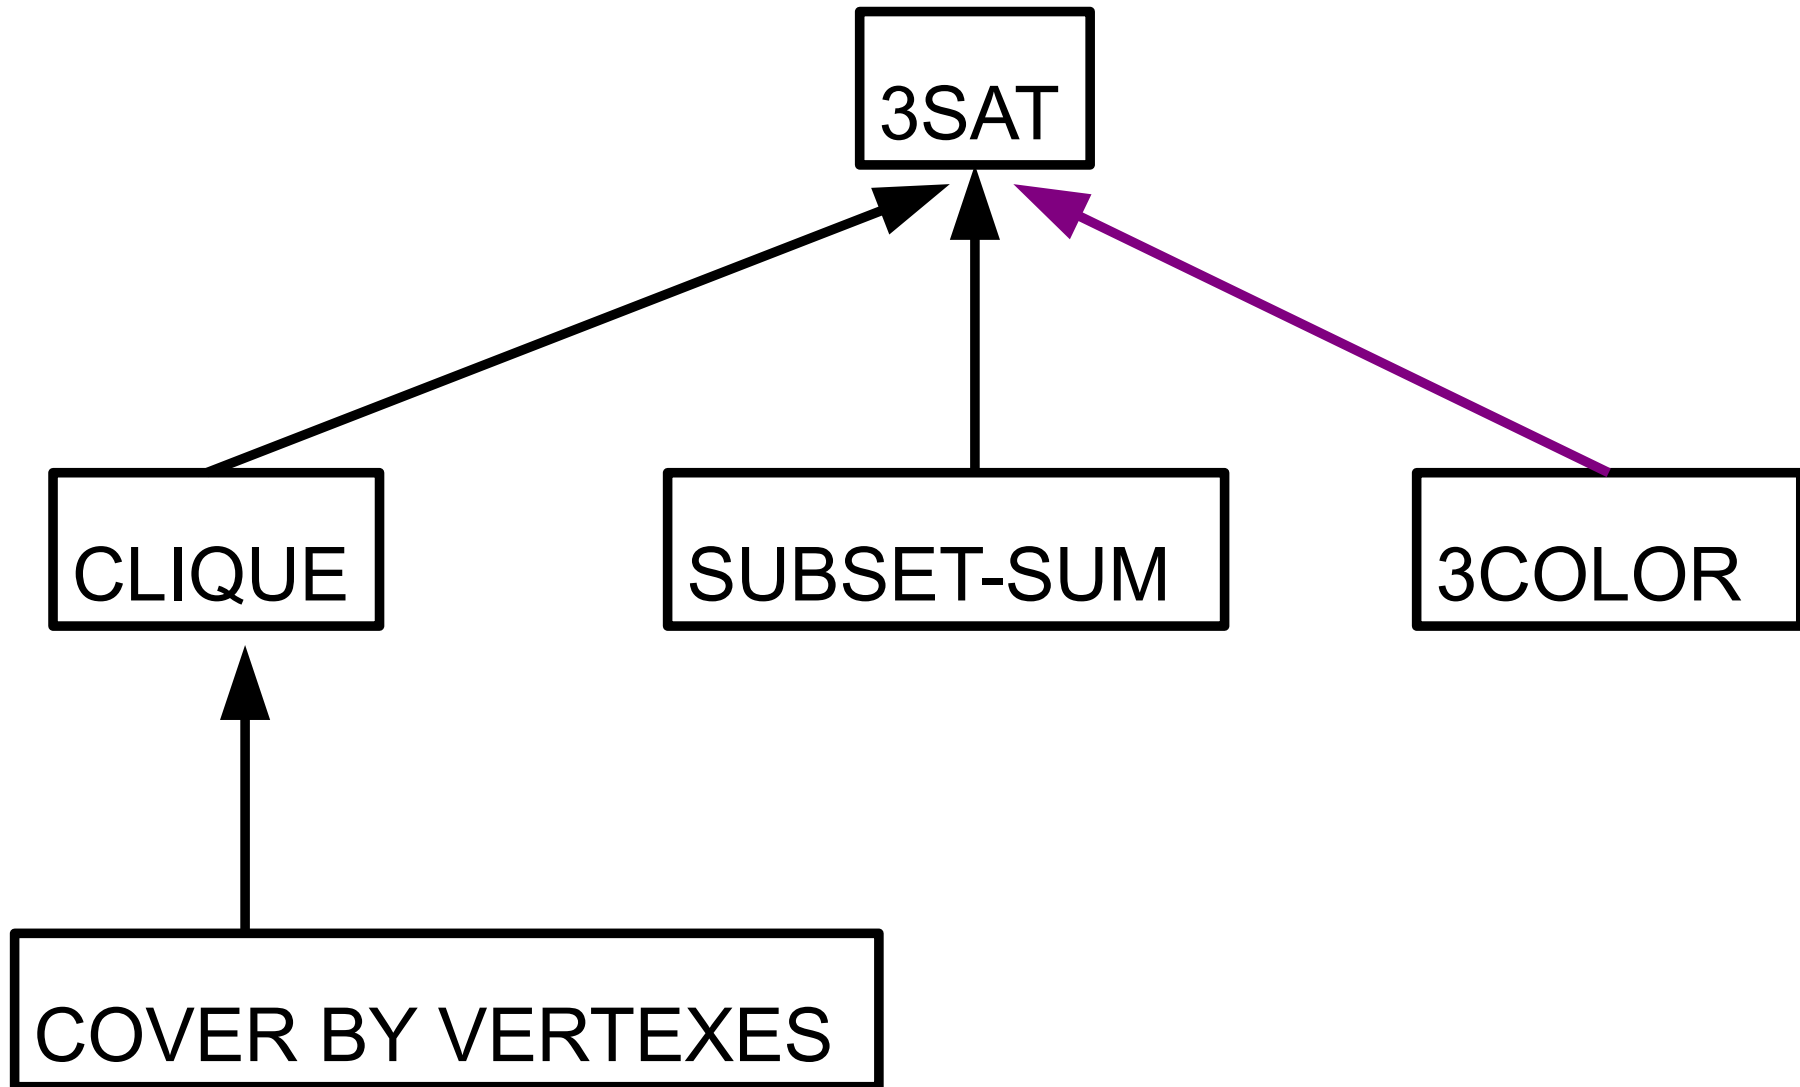 3SAT
CLIQUE
SUBSET-SUM
3COLOR
COVER BY VERTEXES